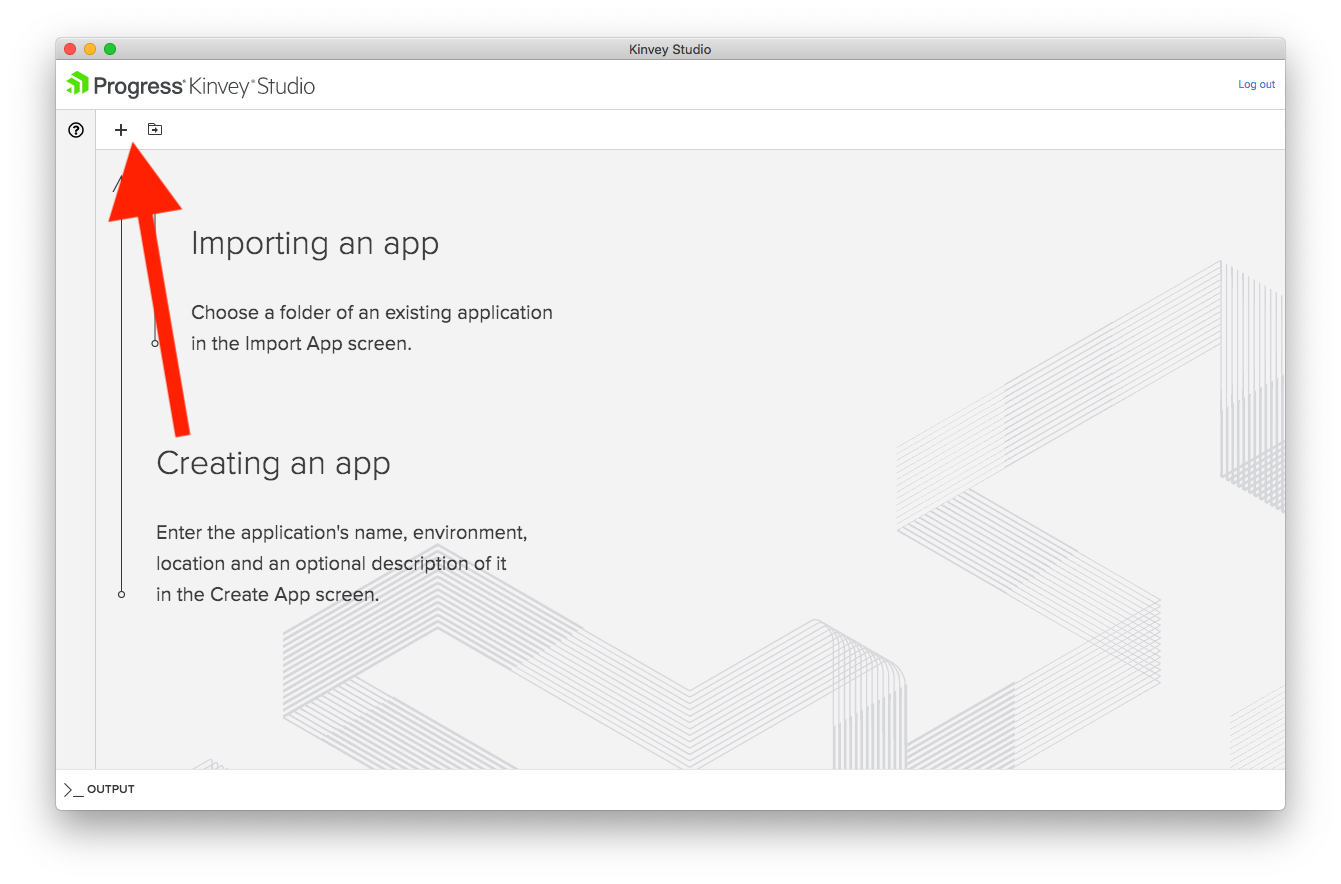 Kinvey Studio
Progress® Kinvey® Studio
Log out
Importing an app
Choose a folder of an existing application
in the Import App screen.
Creating an app
Enter the application's name, environment,
location and an optional description of it
in the Create App screen.
>_ OUTPUT